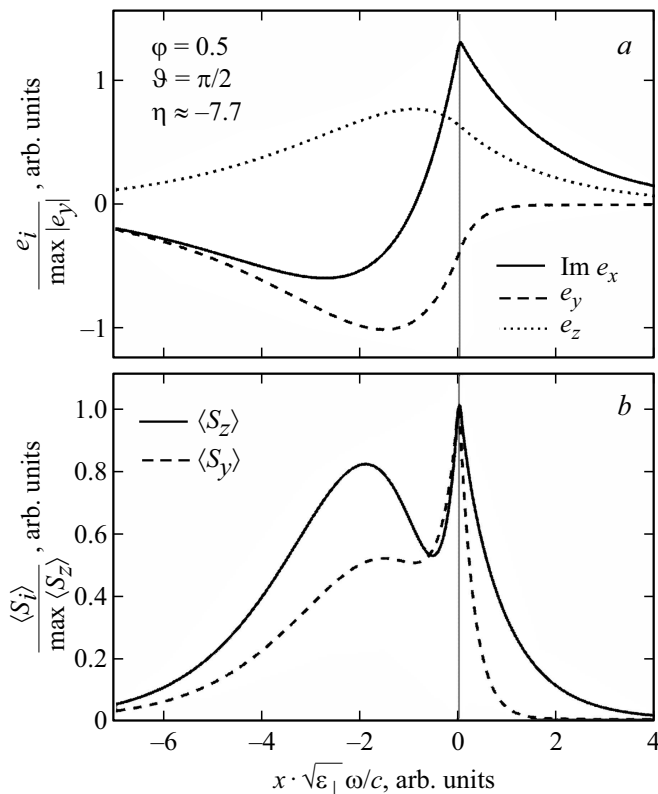 a
φ = 0.5
ϑ = π/2
η ≈ –7.7
1
0
–1
e_i / max |e_y| , arb. units
Im e_x
e_y
e_z
b
⟨S_z⟩
⟨S_y⟩
1.0
0.8
0.6
0.4
0.2
0
⟨S_i⟩ / max ⟨S_z⟩ , arb. units
–6 –4 –2 0 2 4
x · √ε_⊥ ω/c, arb. units